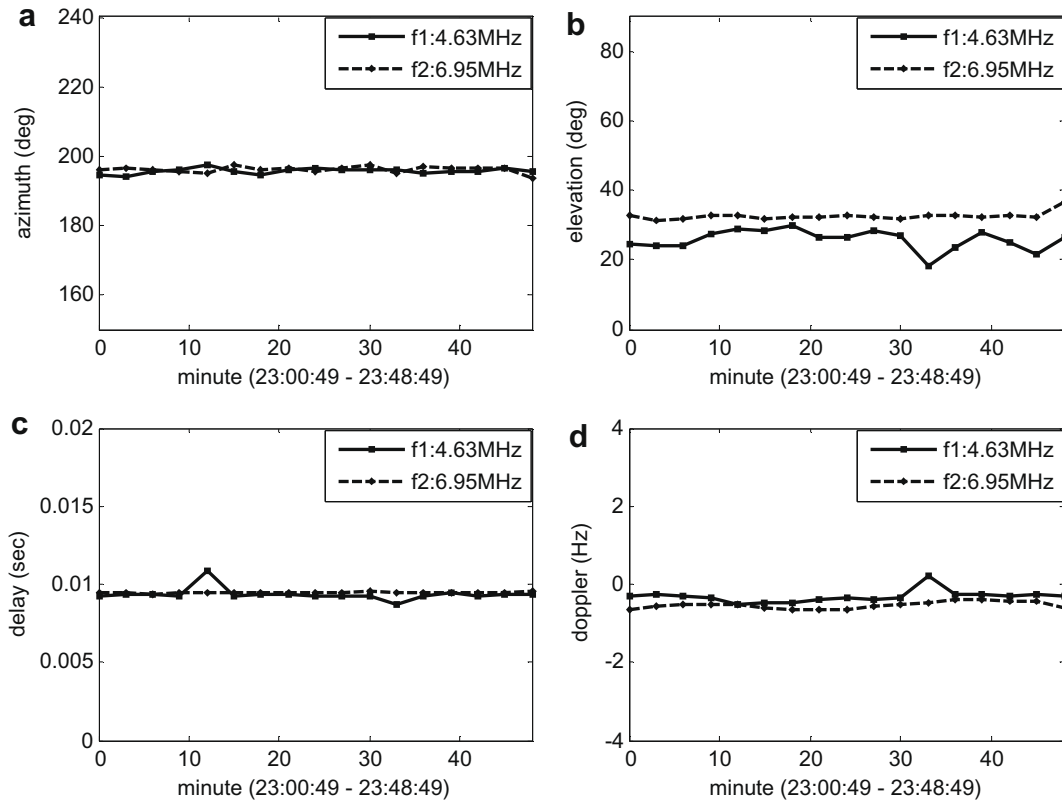 a
240
220
200
180
160
azimuth (deg)
f1:4.63MHz
f2:6.95MHz
0
10
20
30
40
minute (23:00:49 - 23:48:49)
b
80
60
40
20
0
elevation (deg)
f1:4.63MHz
f2:6.95MHz
0
10
20
30
40
minute (23:00:49 - 23:48:49)
c
0.02
0.015
0.01
0.005
0
delay (sec)
f1:4.63MHz
f2:6.95MHz
0
10
20
30
40
minute (23:00:49 - 23:48:49)
d
4
2
0
-2
-4
doppler (Hz)
f1:4.63MHz
f2:6.95MHz
0
10
20
30
40
minute (23:00:49 - 23:48:49)